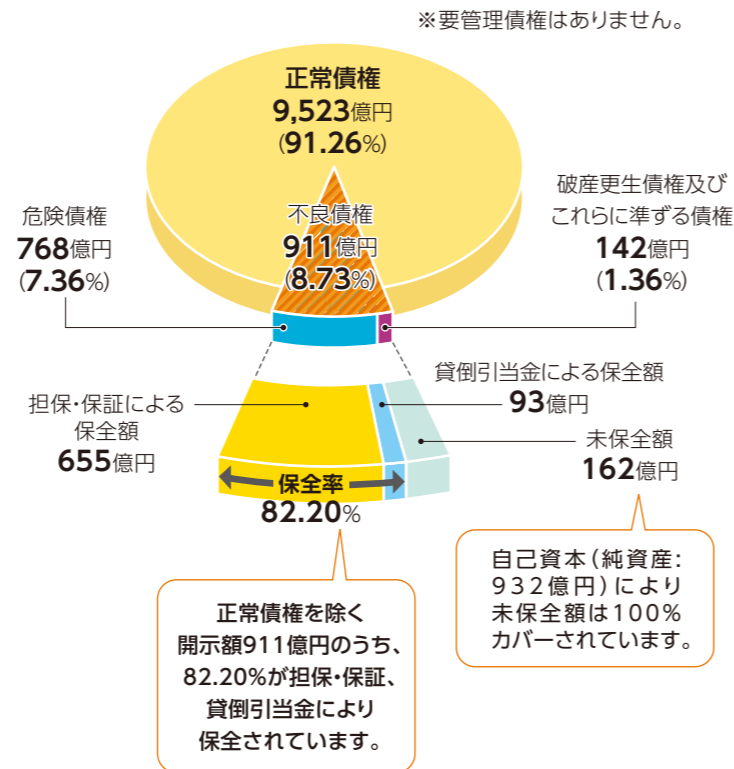 ※要管理債権はありません。
正常債権
9,523億円
(91.26%)
危険債権
768億円
(7.36%)
不良債権
911億円
(8.73%)
破産更生債権及び
これらに準ずる債権
142億円
(1.36%)
担保・保証による
保全額
655億円
貸倒引当金による保全額
93億円
未保全額
162億円
保全率
82.20%
正常債権を除く
開示額911億円のうち、
82.20%が担保・保証、
貸倒引当金により
保全されています。
自己資本(純資産:
932億円)により
未保全額は100%
カバーされています。